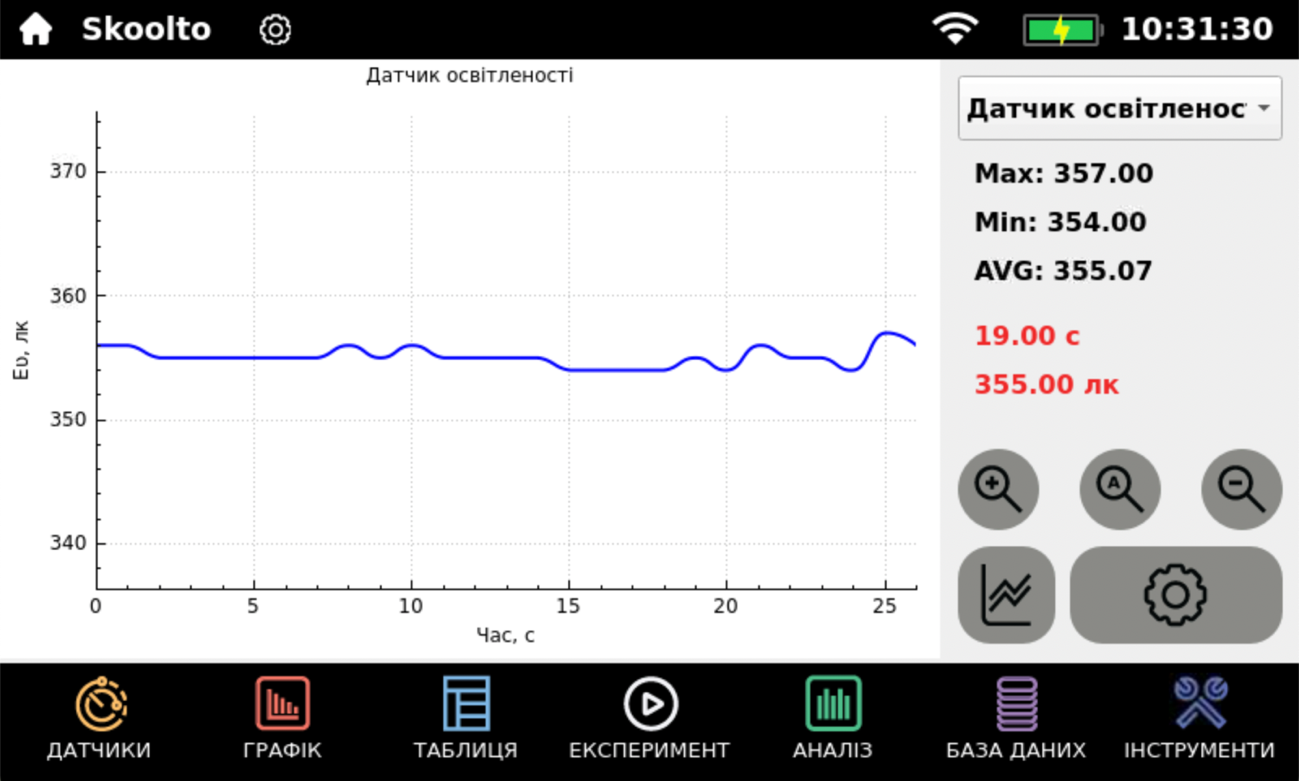 Skoolto 10:31:30
Датчик освітленості
370
360
350
340
Eυ, лк
0 5 10 15 20 25
Час, с
Датчик освітленос
Max: 357.00
Min: 354.00
AVG: 355.07
19.00 с
355.00 лк
A
ДАТЧИКИ ГРАФІК ТАБЛИЦЯ ЕКСПЕРИМЕНТ АНАЛІЗ БАЗА ДАНИХ ІНСТРУМЕНТИ